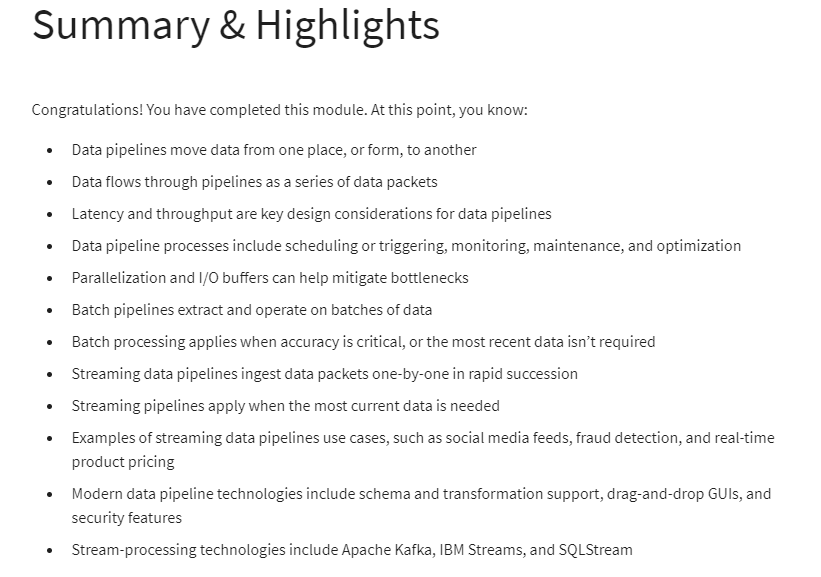 Summary & Highlights
Congratulations! You have completed this module. At this point, you know:
• Data pipelines move data from one place, or form, to another
• Data flows through pipelines as a series of data packets
• Latency and throughput are key design considerations for data pipelines
• Data pipeline processes include scheduling or triggering, monitoring, maintenance, and optimization
• Parallelization and I/O buffers can help mitigate bottlenecks
• Batch pipelines extract and operate on batches of data
• Batch processing applies when accuracy is critical, or the most recent data isn’t required
• Streaming data pipelines ingest data packets one-by-one in rapid succession
• Streaming pipelines apply when the most current data is needed
• Examples of streaming data pipelines use cases, such as social media feeds, fraud detection, and real-time
product pricing
• Modern data pipeline technologies include schema and transformation support, drag-and-drop GUIs, and
security features
• Stream-processing technologies include Apache Kafka, IBM Streams, and SQLStream